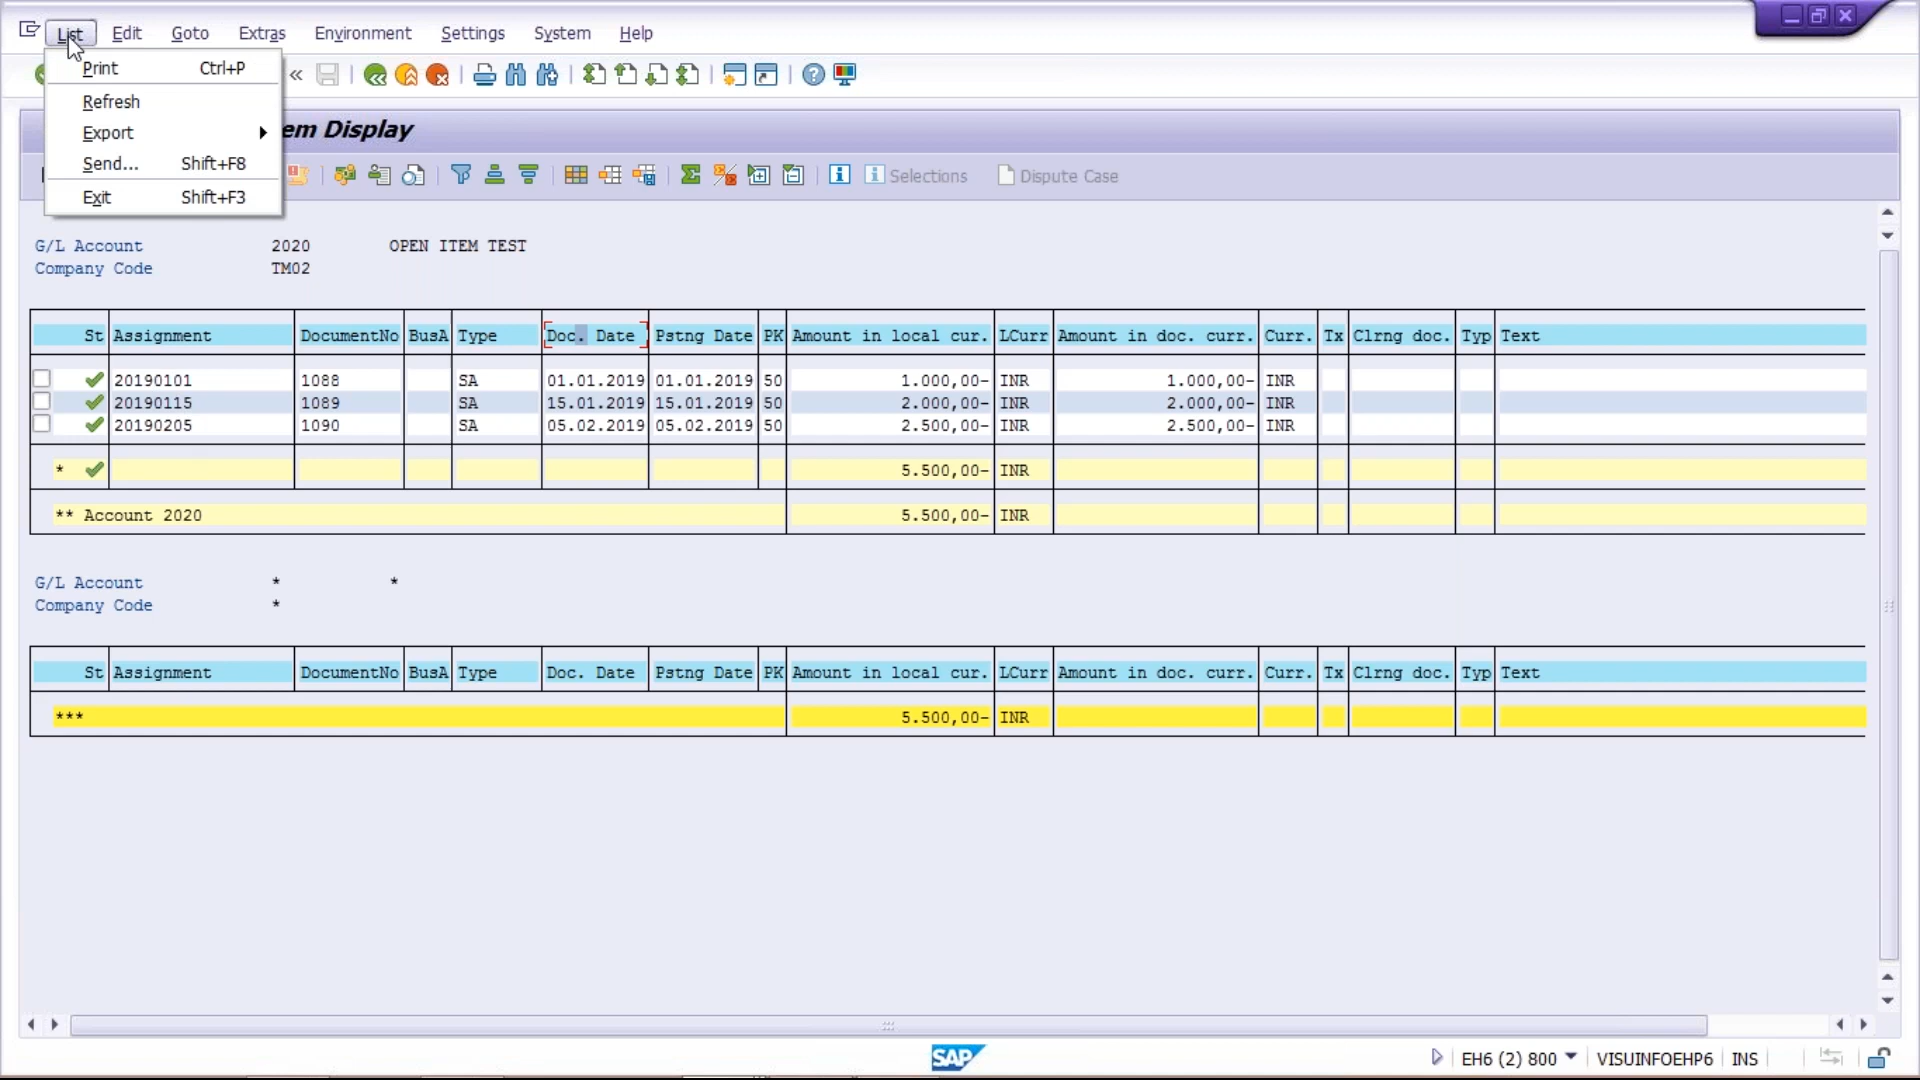 List Edit Goto Extras Environment Settings System Help
Print Ctrl+P
Refresh
Export
Send... Shift+F8
Exit Shift+F3
em Display
Selections Dispute Case
G/L Account 2020 OPEN ITEM TEST
Company Code TM02
St Assignment DocumentNo BusA Type Doc. Date Pstng Date PK Amount in local cur. LCurr Amount in doc. curr. Curr. Tx Clrng doc. Typ Text
20190101 1088 SA 01.01.2019 01.01.2019 50 1.000,00- INR 1.000,00- INR
20190115 1089 SA 15.01.2019 15.01.2019 50 2.000,00- INR 2.000,00- INR
20190205 1090 SA 05.02.2019 05.02.2019 50 2.500,00- INR 2.500,00- INR
* 5.500,00- INR
** Account 2020 5.500,00- INR
G/L Account * *
Company Code *
St Assignment DocumentNo BusA Type Doc. Date Pstng Date PK Amount in local cur. LCurr Amount in doc. curr. Curr. Tx Clrng doc. Typ Text
*** 5.500,00- INR
SAP EH6 (2) 800 VISUINFOEHP6 INS